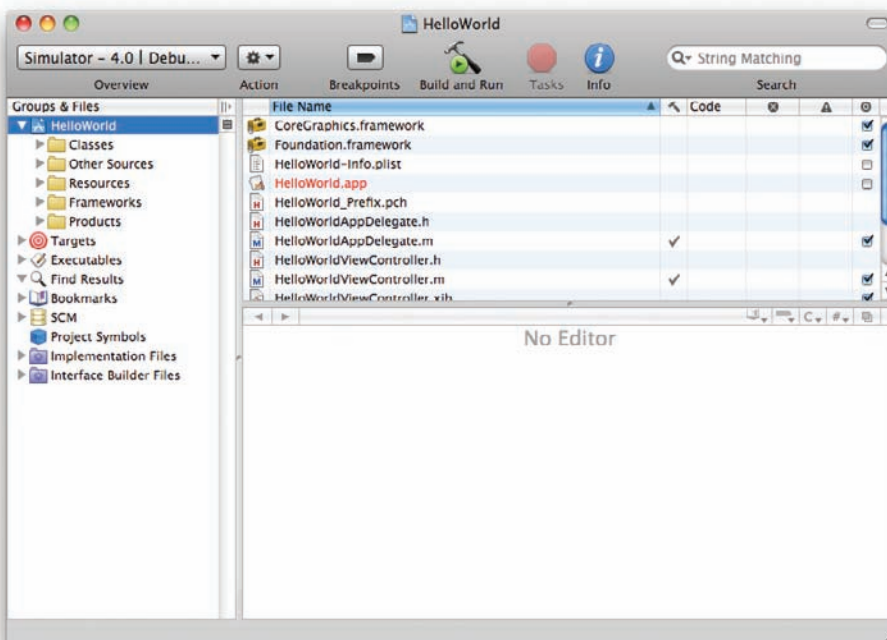 HelloWorld
Simulator - 4.0 | Debu...
Overview
Action
Breakpoints
Build and Run
Tasks
Info
String Matching
Search
Groups & Files
HelloWorld
Classes
Other Sources
Resources
Frameworks
Products
Targets
Executables
Find Results
Bookmarks
SCM
Project Symbols
Implementation Files
Interface Builder Files
File Name Code
CoreGraphics.framework
Foundation.framework
HelloWorld-Info.plist
HelloWorld.app
H HelloWorld_Prefix.pch
H HelloWorldAppDelegate.h
M HelloWorldAppDelegate.m
H HelloWorldViewController.h
M HelloWorldViewController.m
HelloWorldViewController.xib
C #
No Editor